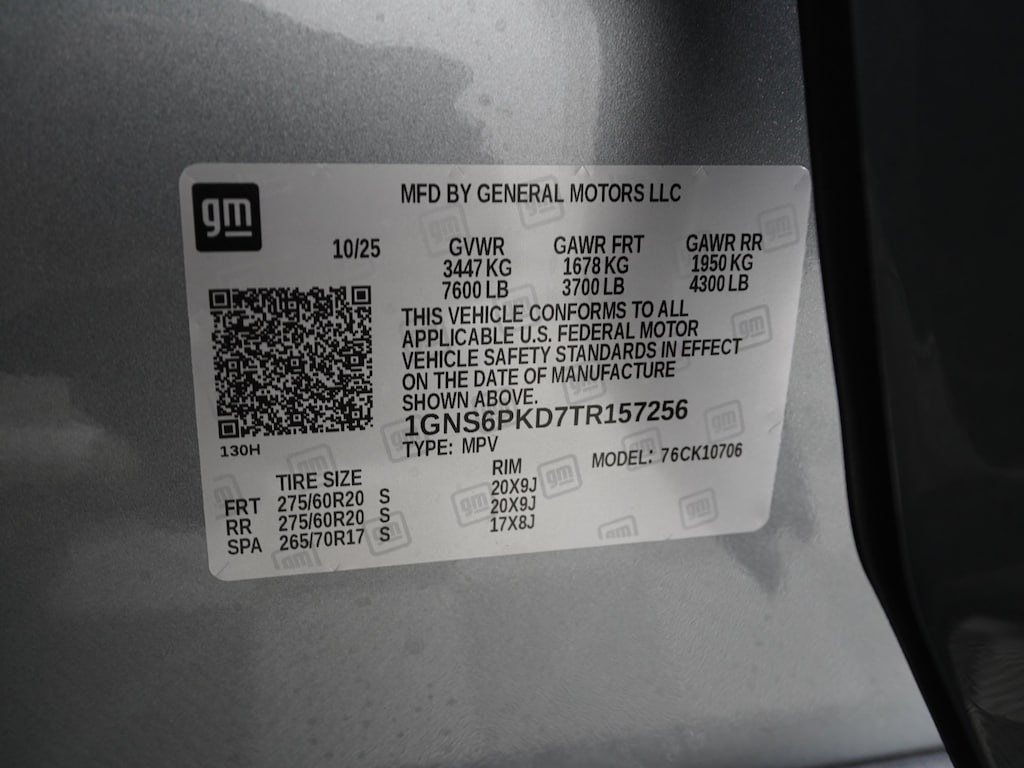 gm
MFD BY GENERAL MOTORS LLC
10/25 GVWR GAWR FRT GAWR RR
3447 KG 1678 KG 1950 KG
7600 LB 3700 LB 4300 LB
THIS VEHICLE CONFORMS TO ALL
APPLICABLE U.S. FEDERAL MOTOR
VEHICLE SAFETY STANDARDS IN EFFECT
ON THE DATE OF MANUFACTURE
SHOWN ABOVE.
1GNS6PKD7TR157256
130H
TYPE: MPV MODEL: 76CK10706
TIRE SIZE RIM
FRT 275/60R20 S 20X9J
RR 275/60R20 S 20X9J
SPA 265/70R17 S 17X8J